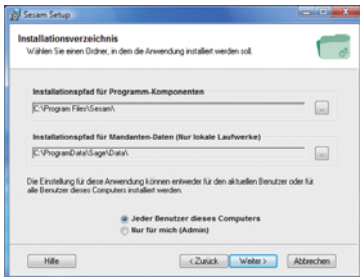 Sesam Setup
Installationsverzeichnis
Wählen Sie einen Ordner, in dem die Anwendung installiert werden soll.
Installationspfad für Programm-Komponenten
C:\Program Files\Sesam\
...
Installationspfad für Mandanten-Daten (Nur lokale Laufwerke)
C:\ProgramData\Sage\Data\
...
Die Einstellung für diese Anwendung können entweder für den aktuellen Benutzer oder für
alle Benutzer dieses Computers installiert werden.
Jeder Benutzer dieses Computers
Nur für mich (Admin)
Hilfe
< Zurück
Weiter >
Abbrechen